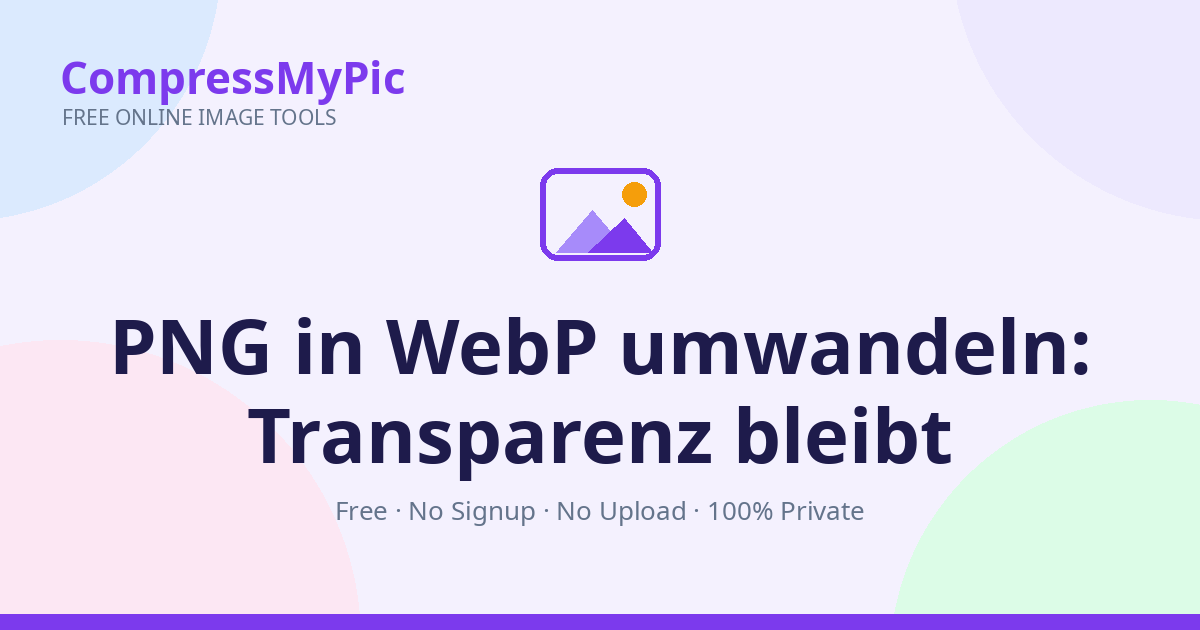 CompressMyPic
FREE ONLINE IMAGE TOOLS
PNG in WebP umwandeln:
Transparenz bleibt
Free · No Signup · No Upload · 100% Private